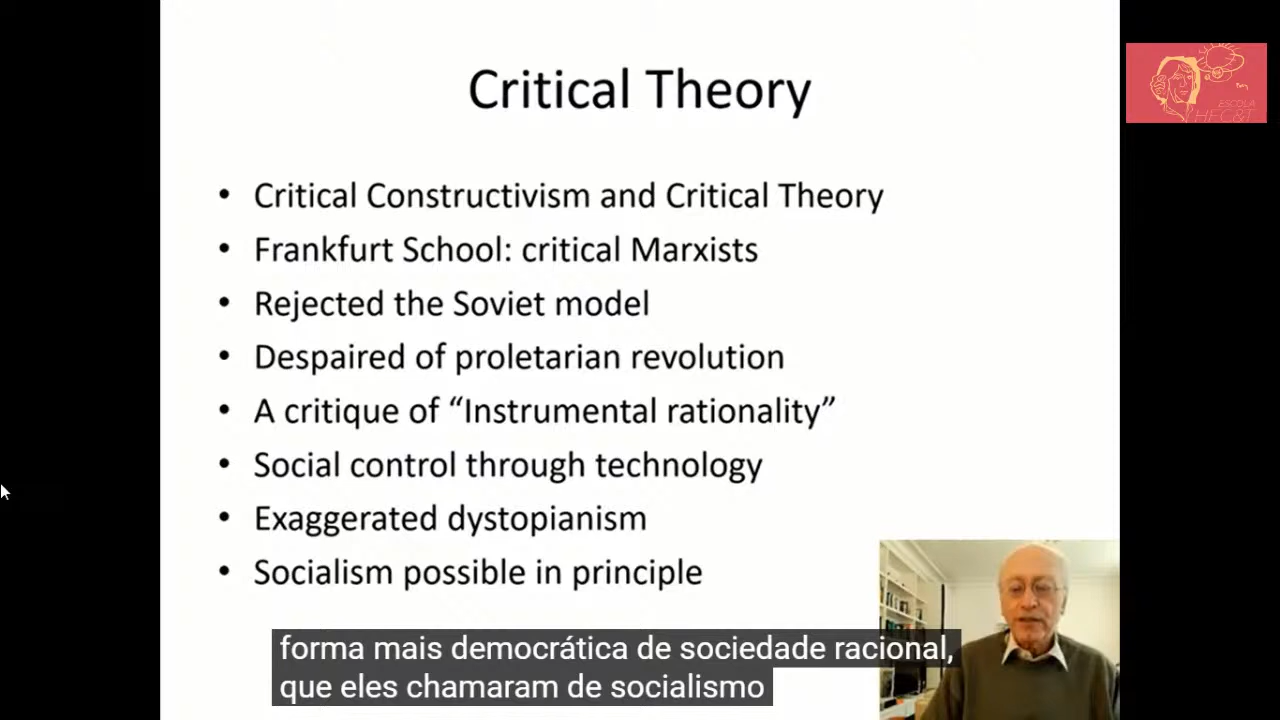 Critical Theory
ESCOLA
HFC&T
• Critical Constructivism and Critical Theory
• Frankfurt School: critical Marxists
• Rejected the Soviet model
• Despaired of proletarian revolution
• A critique of “Instrumental rationality”
• Social control through technology
• Exaggerated dystopianism
• Socialism possible in principle
forma mais democrática de sociedade racional,
que eles chamaram de socialismo